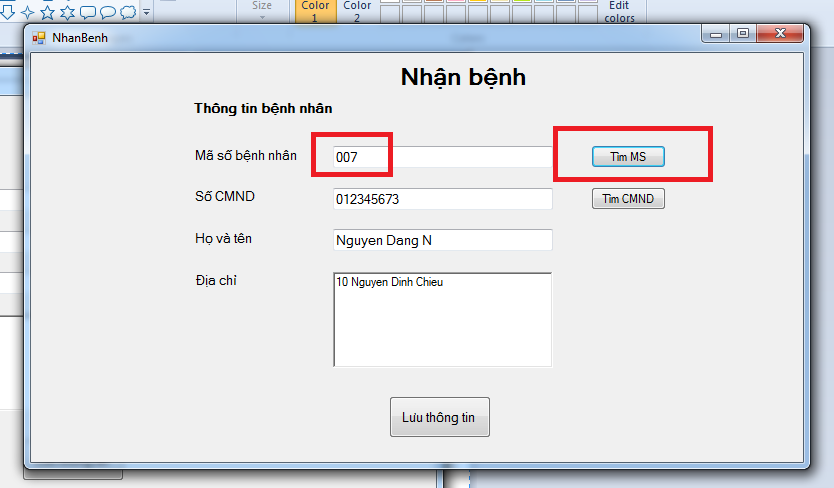 Size
Color 1
Color 2
Edit colors
NhanBenh
Nhận bệnh
Thông tin bệnh nhân
Mã số bệnh nhân
007
Tìm MS
Số CMND
012345673
Tìm CMND
Họ và tên
Nguyen Dang N
Địa chỉ
10 Nguyen Dinh Chieu
Lưu thông tin